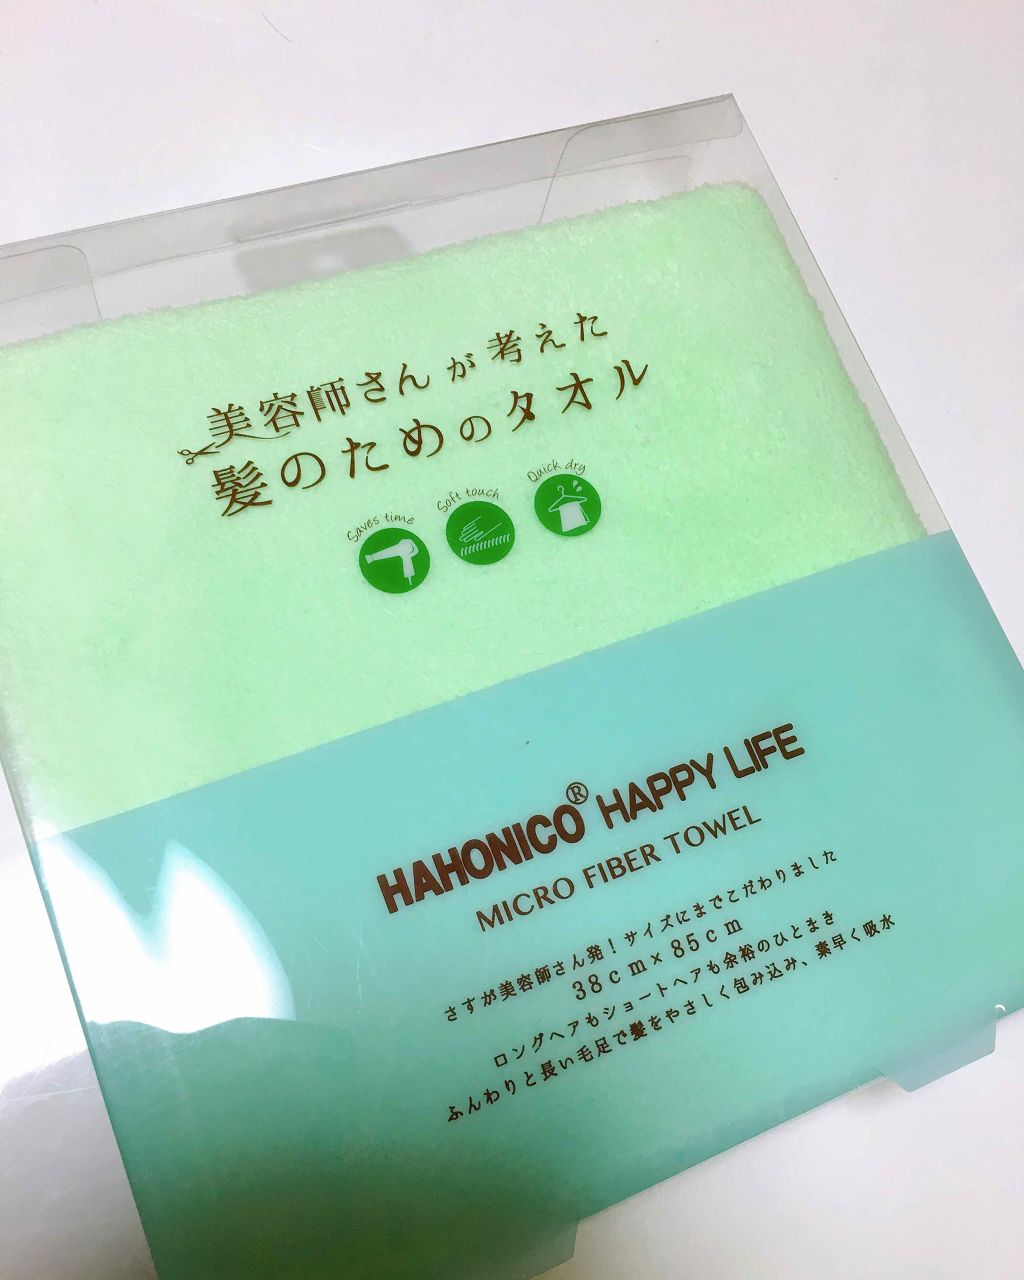 美容師さんが考えた
髪のためのタオル
Saves time
Soft touch
Quick dry
HAHONICO® HAPPY LIFE
MICRO FIBER TOWEL
さすが美容師さん発！サイズにまでこだわりました
38cm×85cm
ロングヘアもショートヘアも余裕のひとまき
ふんわりと長い毛足で髪をやさしく包み込み、素早く吸水